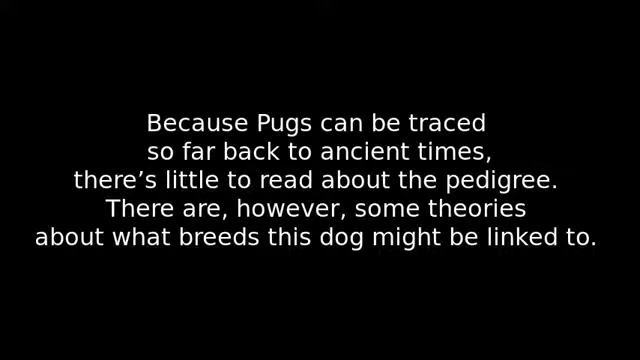 Because Pugs can be traced
so far back to ancient times,
there’s little to read about the pedigree.
There are, however, some theories
about what breeds this dog might be linked to.